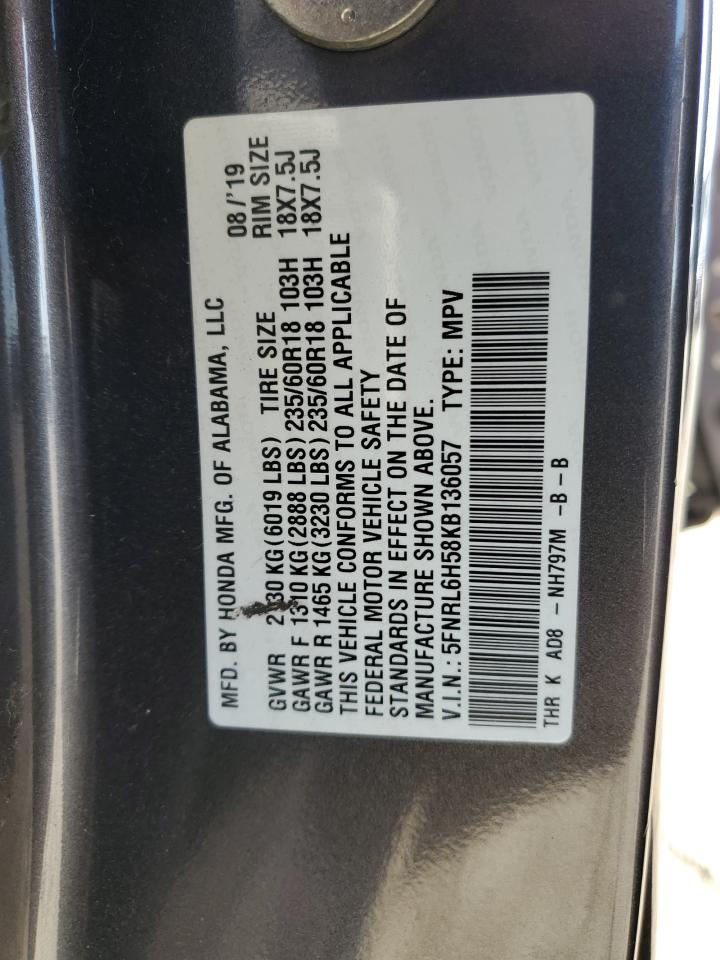 MFD. BY HONDA MFG. OF ALABAMA, LLC 08/'19
GVWR (6019 LBS) TIRE SIZE RIM SIZE
GAWR F 1310 KG(2888 LBS) 235/60R18 103H 18X7.5J
GAWR R 1465 KG(3230 LBS) 235/60R18 103H 18X7.5J
THIS VEHICLE CONFORMS TO ALL APPLICABLE
FEDERAL MOTOR VEHICLE SAFETY
STANDARDS IN EFFECT ON THE DATE OF
MANUFACTURE SHOWN ABOVE.
V.I.N.: 5FNRL6H58KB136057 TYPE: MPV
THR K AD8 - NH797M -B-B